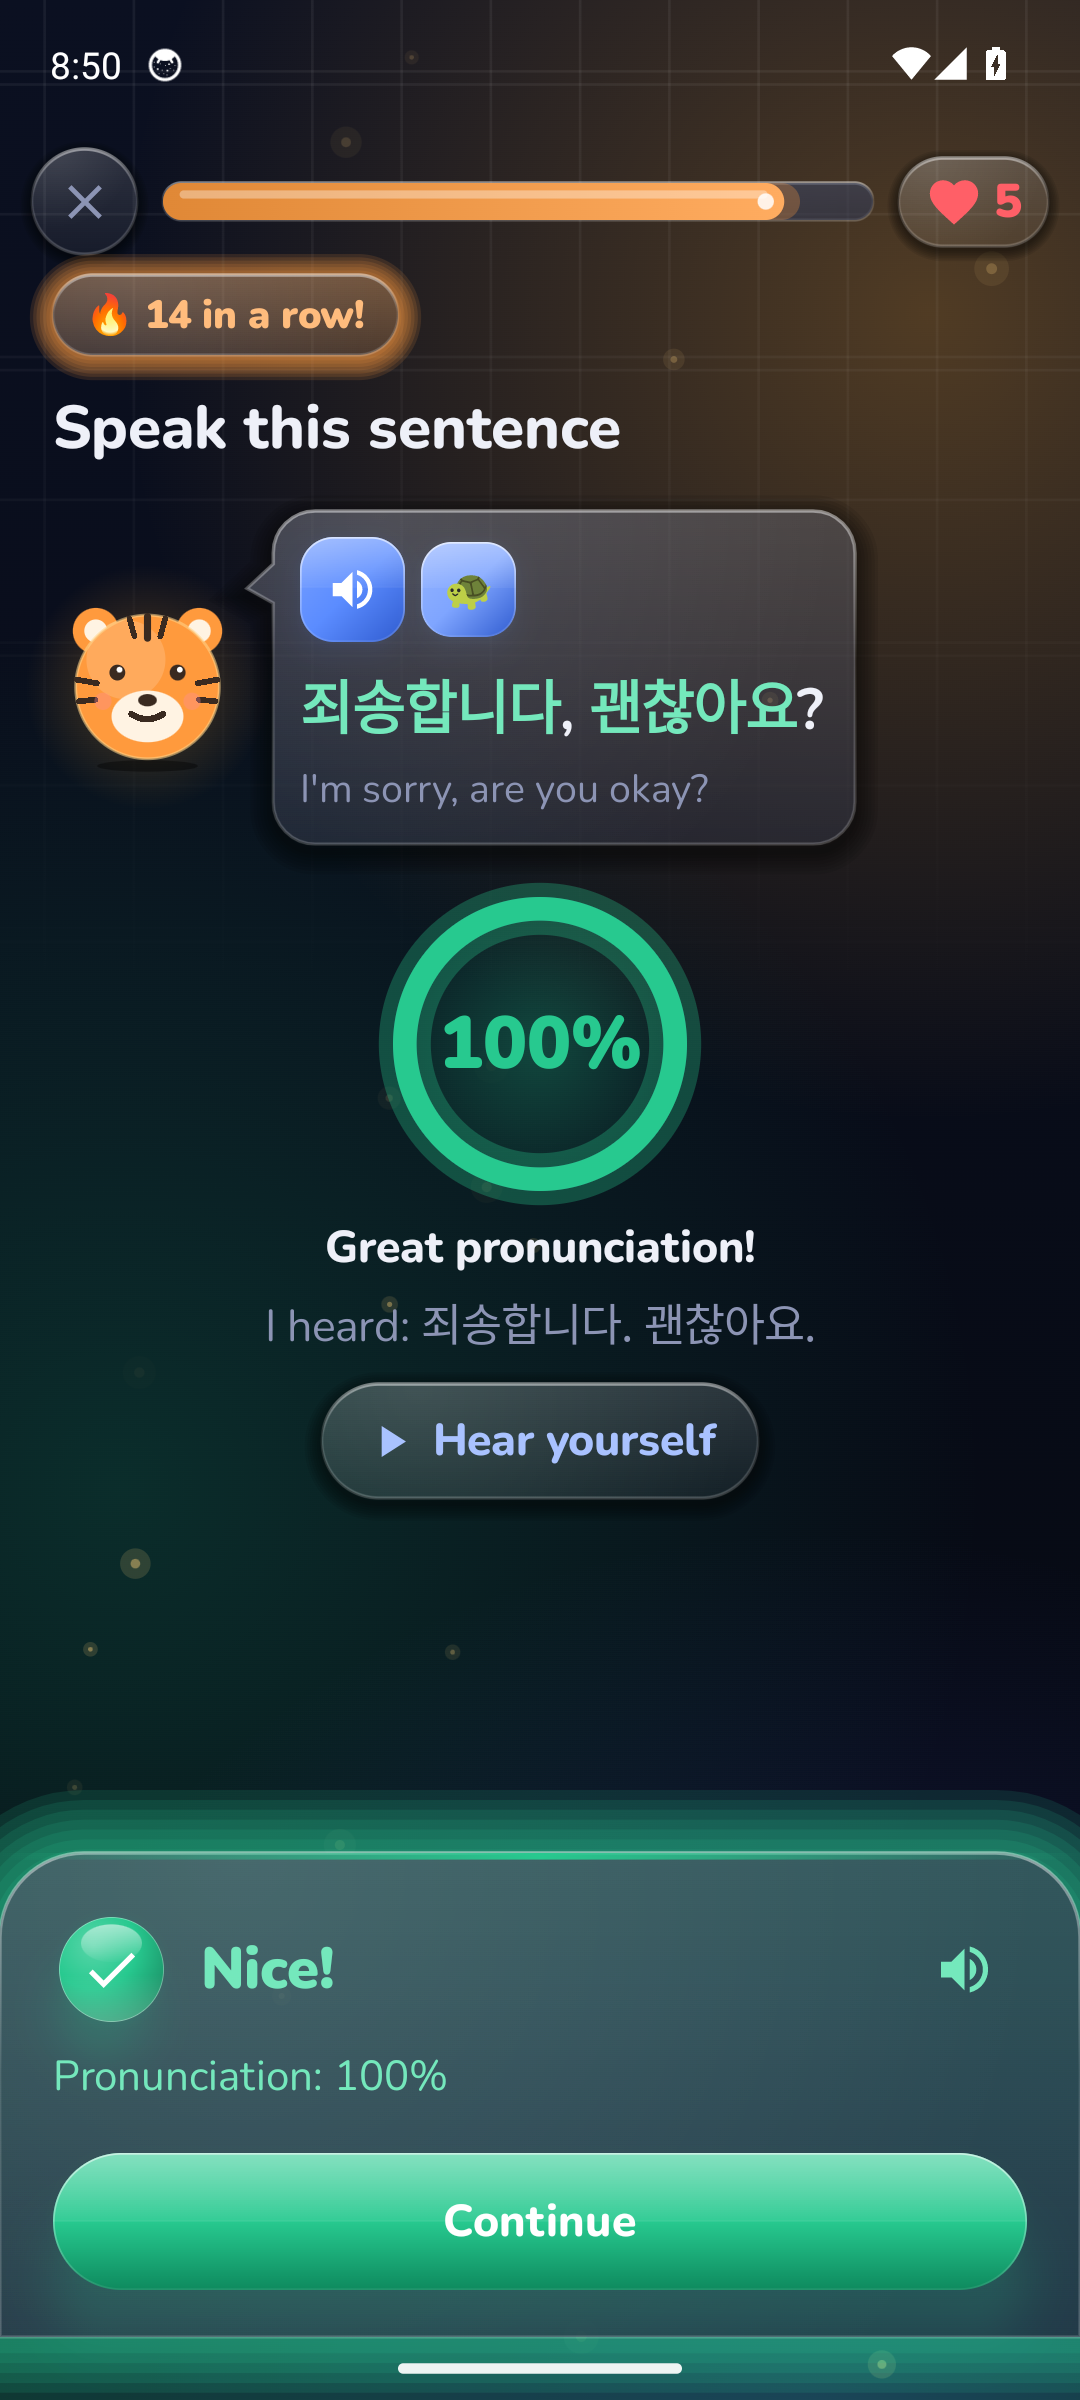 8:50
5
🔥 14 in a row!
Speak this sentence
죄송합니다, 괜찮아요?
I'm sorry, are you okay?
100%
Great pronunciation!
I heard: 죄송합니다. 괜찮아요.
Hear yourself
Nice!
Pronunciation: 100%
Continue